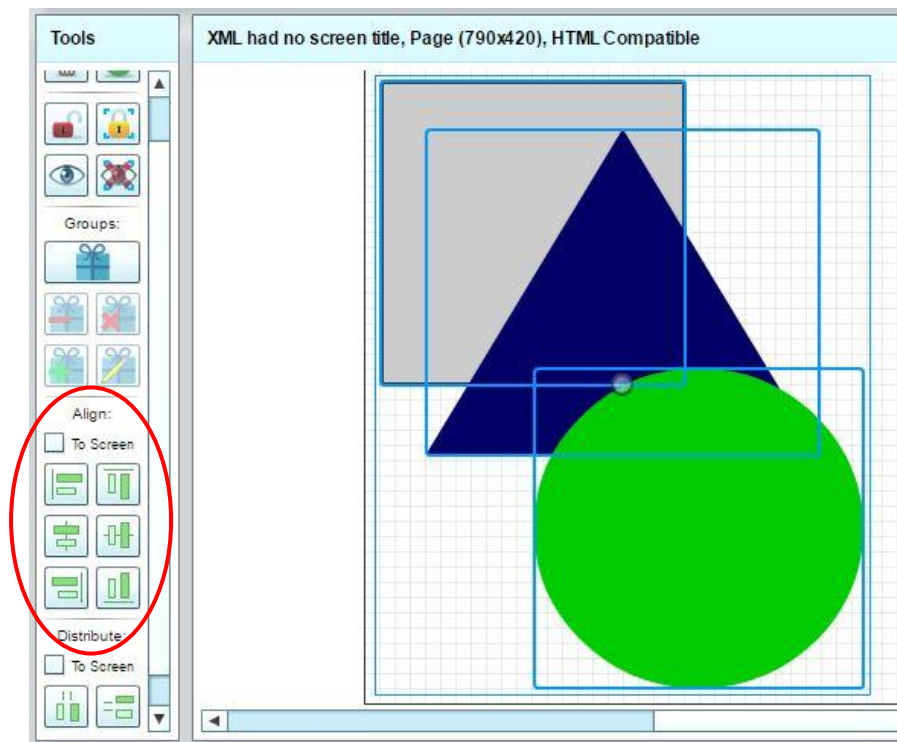 Tools
XML had no screen title, Page (790x420), HTML Compatible
Groups:
Align:
To Screen
Distribute:
To Screen